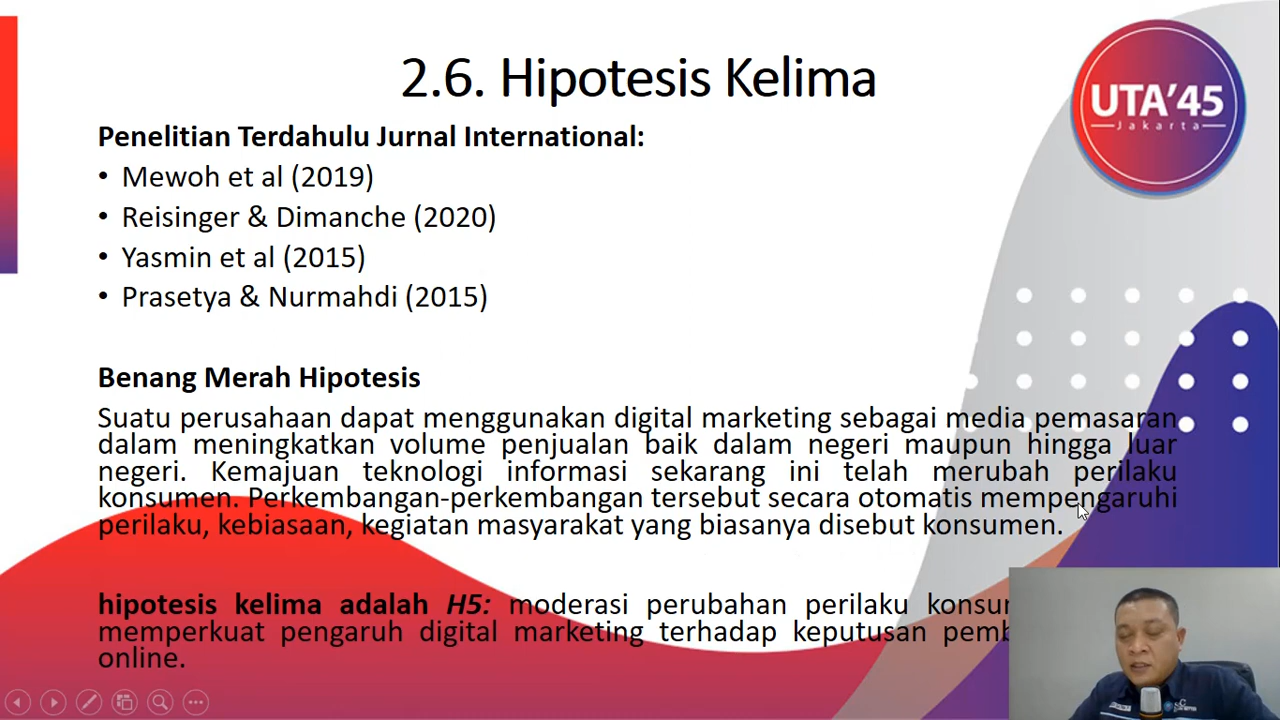 2.6. Hipotesis Kelima
UTA'45
Jakarta
Penelitian Terdahulu Jurnal International:
• Mewoh et al (2019)
• Reisinger & Dimanche (2020)
• Yasmin et al (2015)
• Prasetya & Nurmahdi (2015)
Benang Merah Hipotesis
Suatu perusahaan dapat menggunakan digital marketing sebagai media pemasaran
dalam meningkatkan volume penjualan baik dalam negeri maupun hingga luar
negeri. Kemajuan teknologi informasi sekarang ini telah merubah perilaku
konsumen. Perkembangan-perkembangan tersebut secara otomatis mempengaruhi
perilaku, kebiasaan, kegiatan masyarakat yang biasanya disebut konsumen.
hipotesis kelima adalah H5: moderasi perubahan perilaku
memperkuat pengaruh digital marketing terhadap keputusan
online.